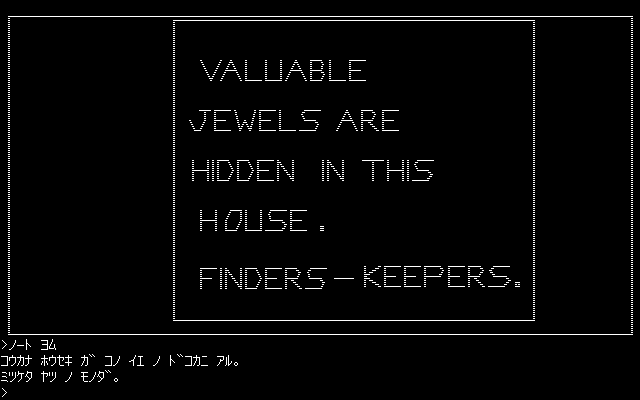 VALUABLE
JEWELS ARE
HIDDEN IN THIS
HOUSE.
FINDERS-KEEPERS.
>ノート ヨム
コウカナ ホウセキ ガ コノ イエ ノ ドコカニ アル。
ミツケタ ヤツ ノ モノダ。
>